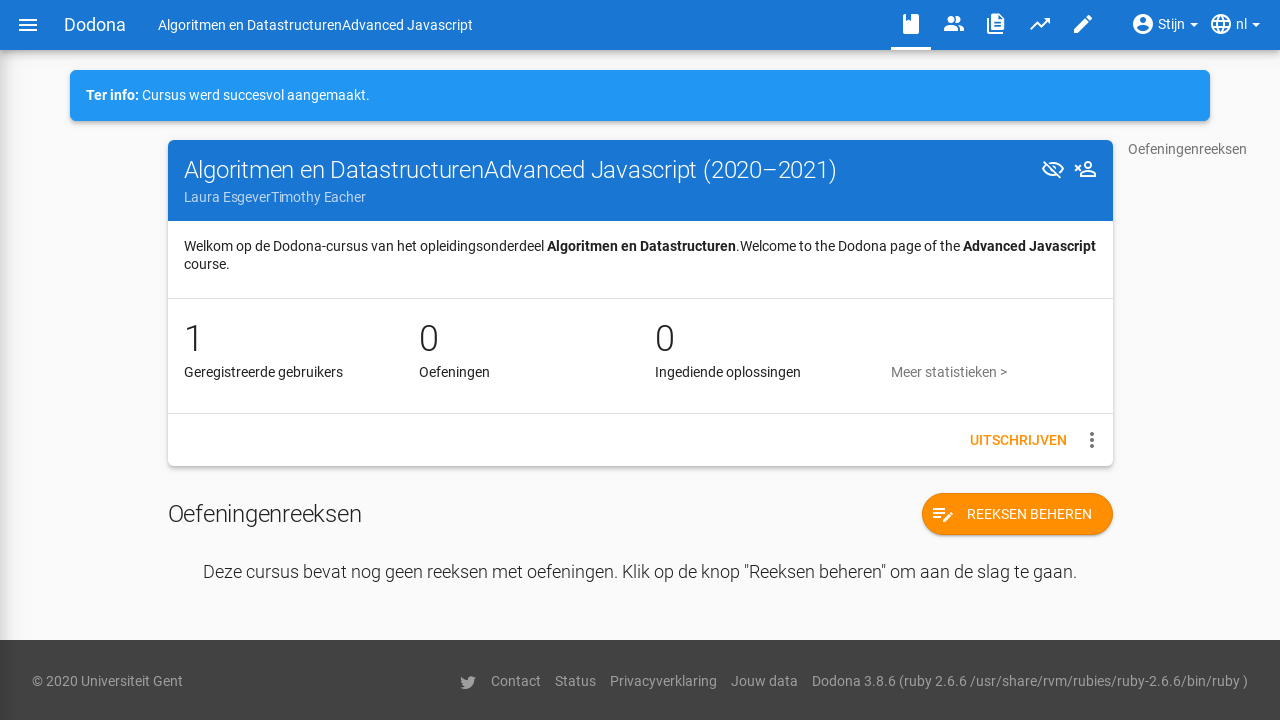 Dodona
Algoritmen en DatastructurenAdvanced Javascript
Stijn
nl
Ter info: Cursus werd succesvol aangemaakt.
Algoritmen en DatastructurenAdvanced Javascript (2020–2021)
Laura EsgeverTimothy Eacher
Oefeningenreeksen
Welkom op de Dodona-cursus van het opleidingsonderdeel Algoritmen en Datastructuren.Welcome to the Dodona page of the Advanced Javascript
course.
1
Geregistreerde gebruikers
0
Oefeningen
0
Ingediende oplossingen
Meer statistieken >
UITSCHRIJVEN
Oefeningenreeksen
REEKSEN BEHEREN
Deze cursus bevat nog geen reeksen met oefeningen. Klik op de knop "Reeksen beheren" om aan de slag te gaan.
© 2020 Universiteit Gent
Contact
Status
Privacyverklaring
Jouw data
Dodona 3.8.6 (ruby 2.6.6 /usr/share/rvm/rubies/ruby-2.6.6/bin/ruby )